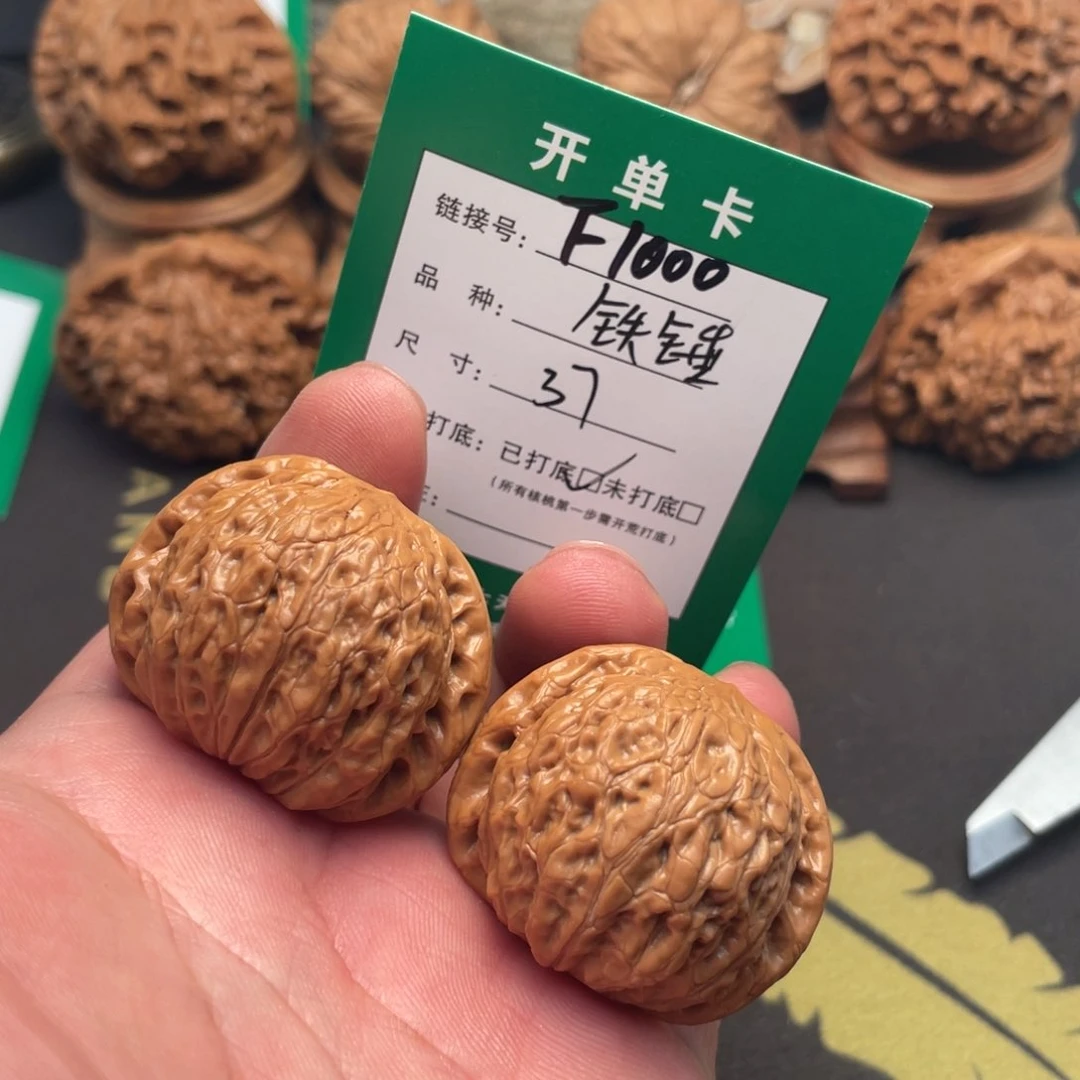 开单卡
链接号: F1000
品 种: 铁锤
尺 寸: 37
打底: 已打底☑未打底□
(所有核桃第一步需开荒打底)